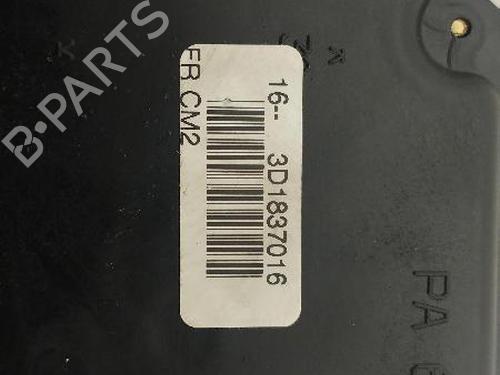 B-PARTS
16-- 3D1837016
FR CM2
PA